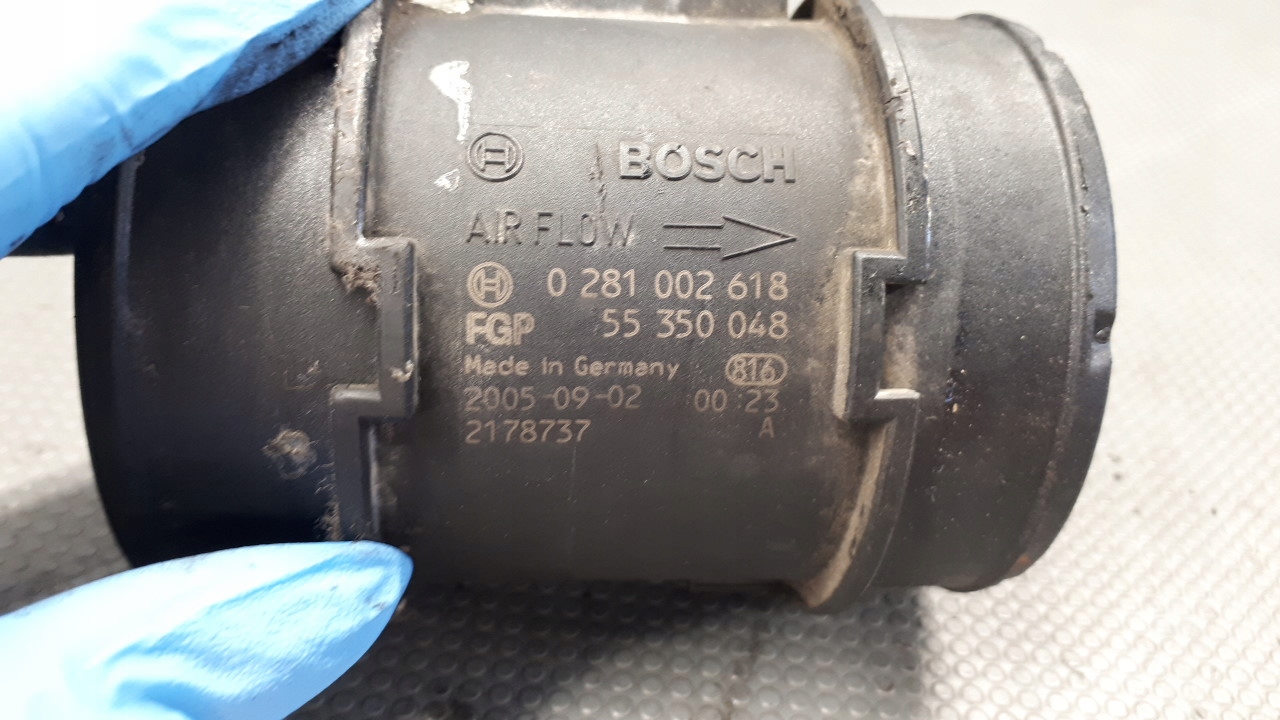 BOSCH
AIR FLOW
0 281 002 618
FGP 55 350 048
Made in Germany 816
2005-09-02 00:23
2178737 A